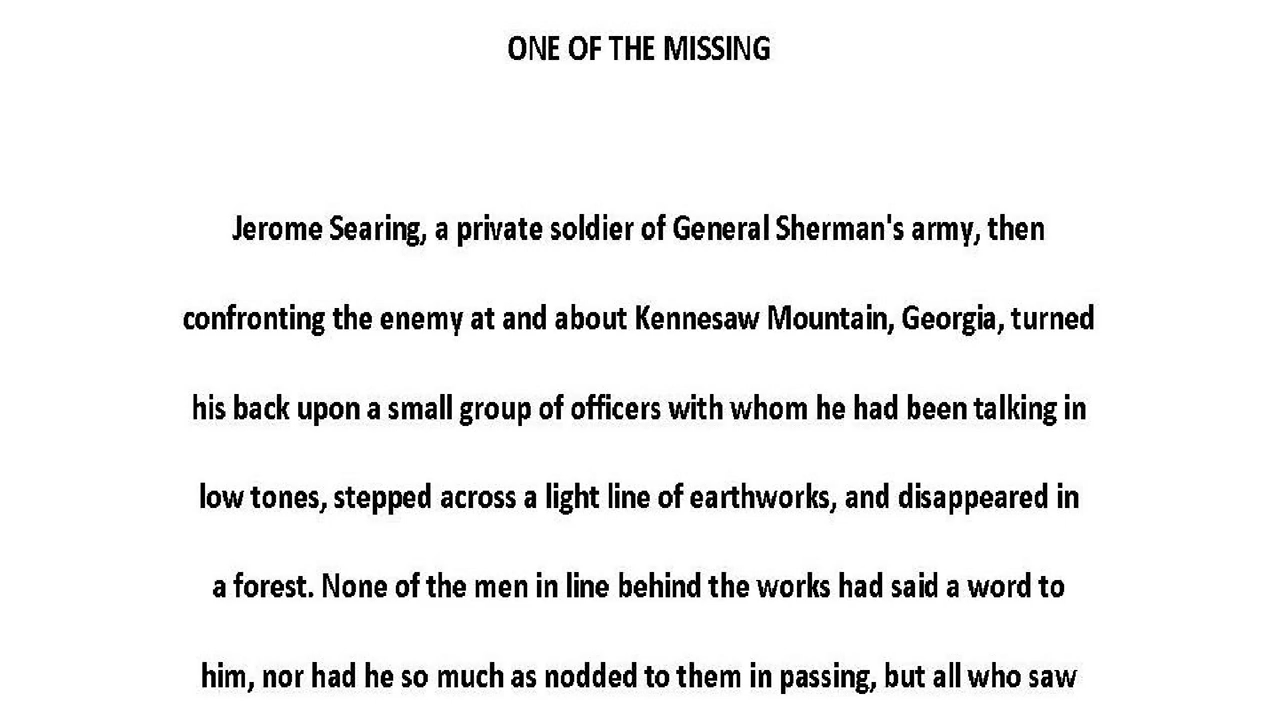 ONE OF THE MISSING
Jerome Searing, a private soldier of General Sherman's army, then
confronting the enemy at and about Kennesaw Mountain, Georgia, turned
his back upon a small group of officers with whom he had been talking in
low tones, stepped across a light line of earthworks, and disappeared in
a forest. None of the men in line behind the works had said a word to
him, nor had he so much as nodded to them in passing, but all who saw